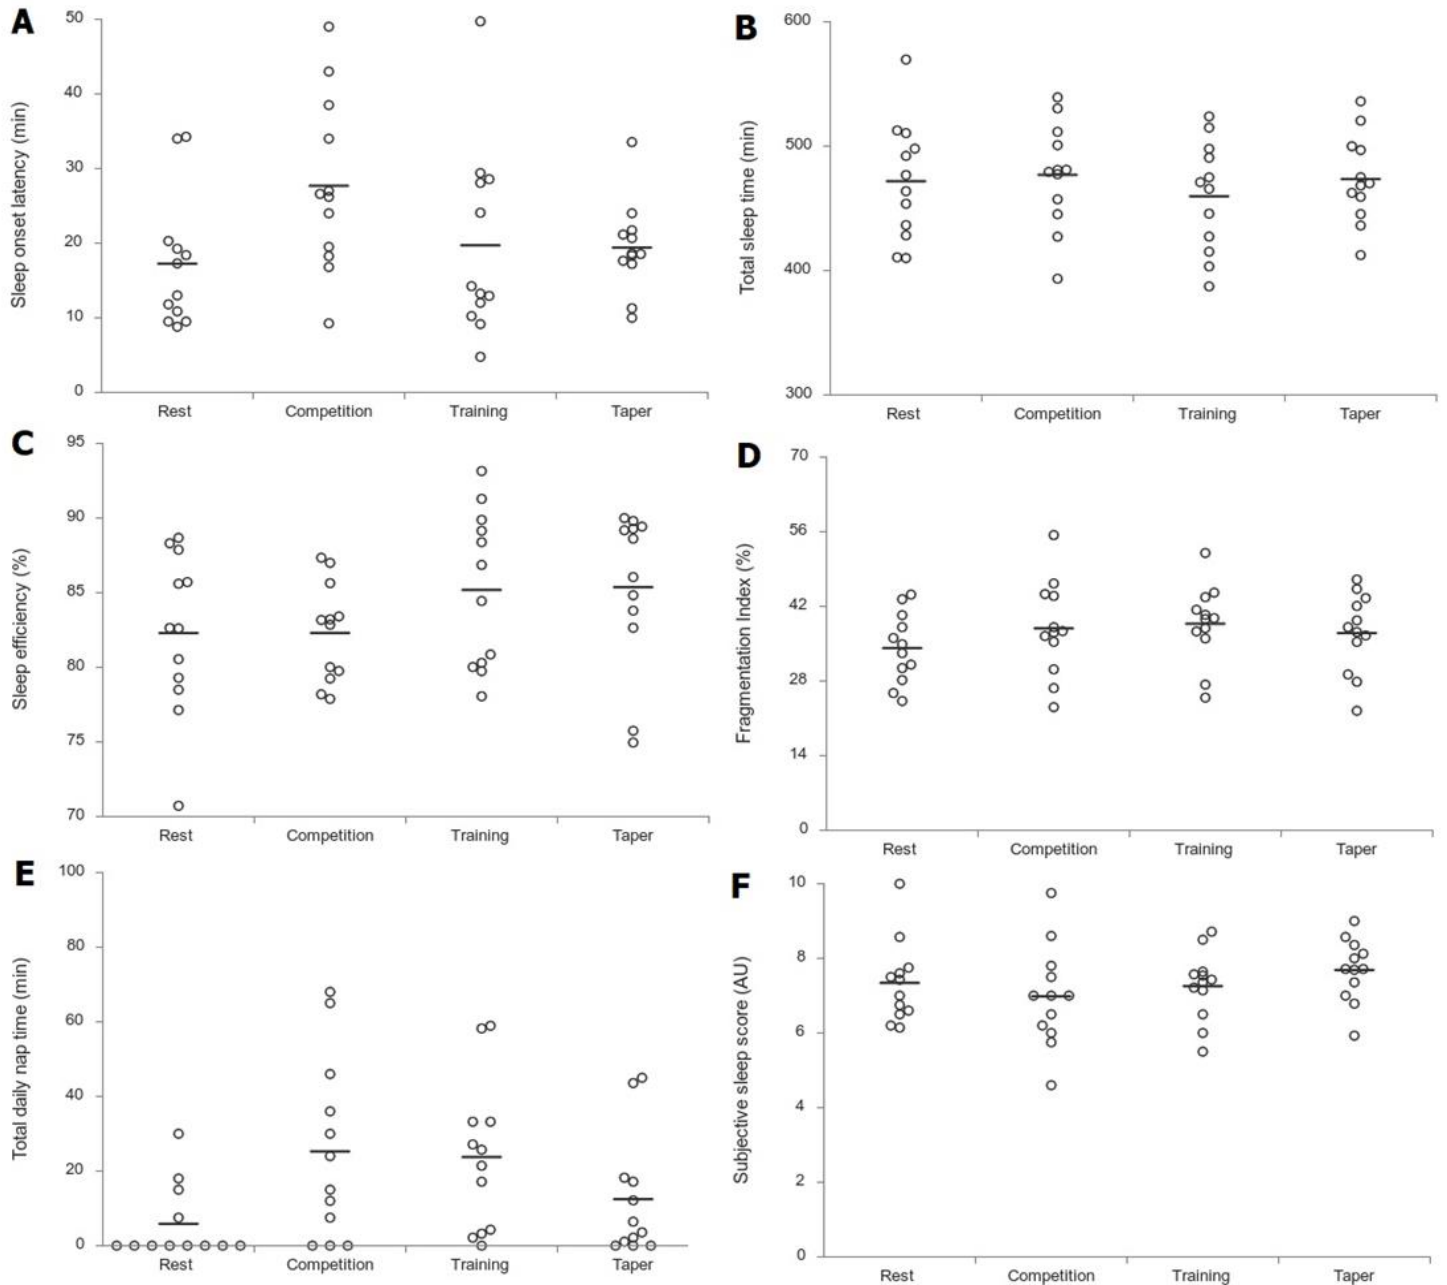 A
Sleep onset latency (min)
50
40
30
20
10
0
Rest Competition Training Taper
B
Total sleep time (min)
600
500
400
300
Rest Competition Training Taper
C
Sleep efficiency (%)
95
90
85
80
75
70
Rest Competition Training Taper
D
Fragmentation Index (%)
70
56
42
28
14
0
Rest Competition Training Taper
E
Total daily nap time (min)
100
80
60
40
20
0
Rest Competition Training Taper
F
Subjective sleep score (AU)
10
8
6
4
2
0
Rest Competition Training Taper